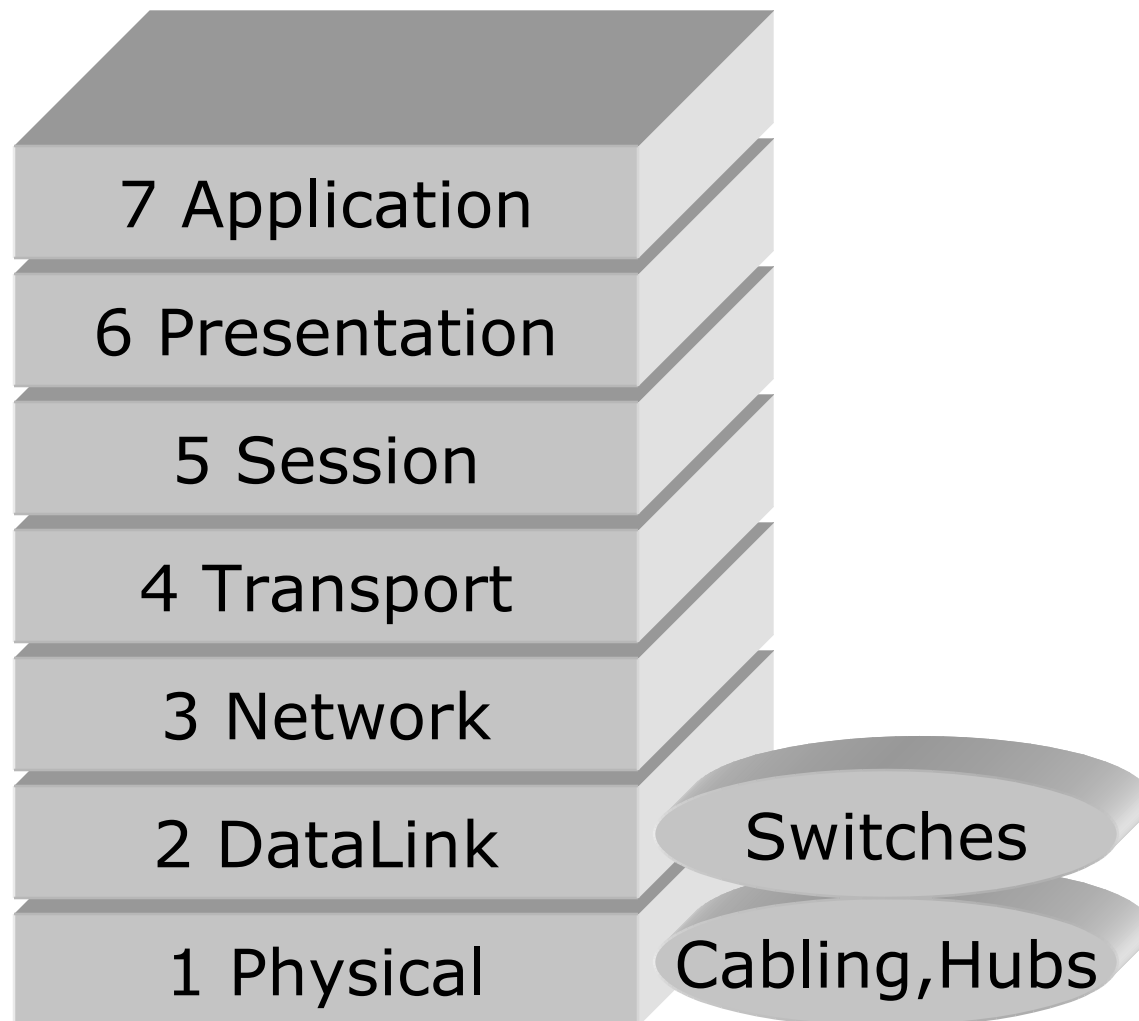 7 Application
6 Presentation
5 Session
4 Transport
3 Network
2 DataLink
Switches
1 Physical
Cabling,Hubs